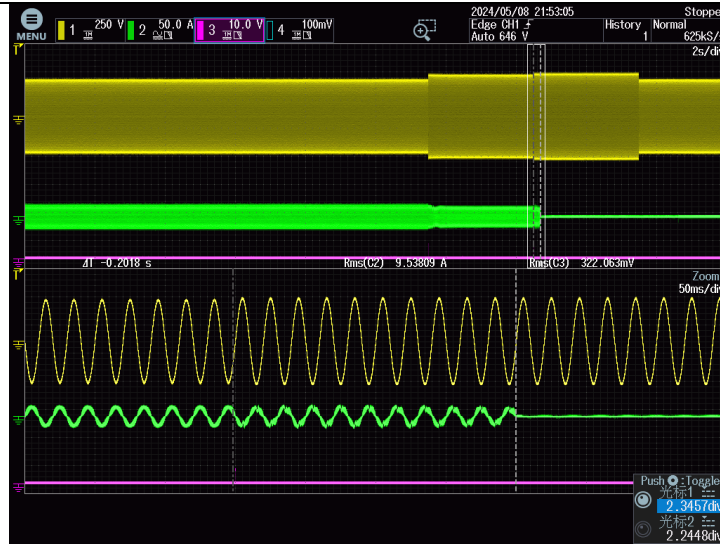 2024/05/08 21:53:05 Stoppe
MENU 1 250 V 2 50.0 A 3 10.0 V 4 100mV
Edge CH1 History Normal
Auto 646 V 1 625kS/
2s/div
ΔT -0.2018 s Rms(C2) 9.53809 A Rms(C3) 322.063mV
Zoom
50ms/div
Push :Toggle
光标1
2.3457div
光标2
2.2448div